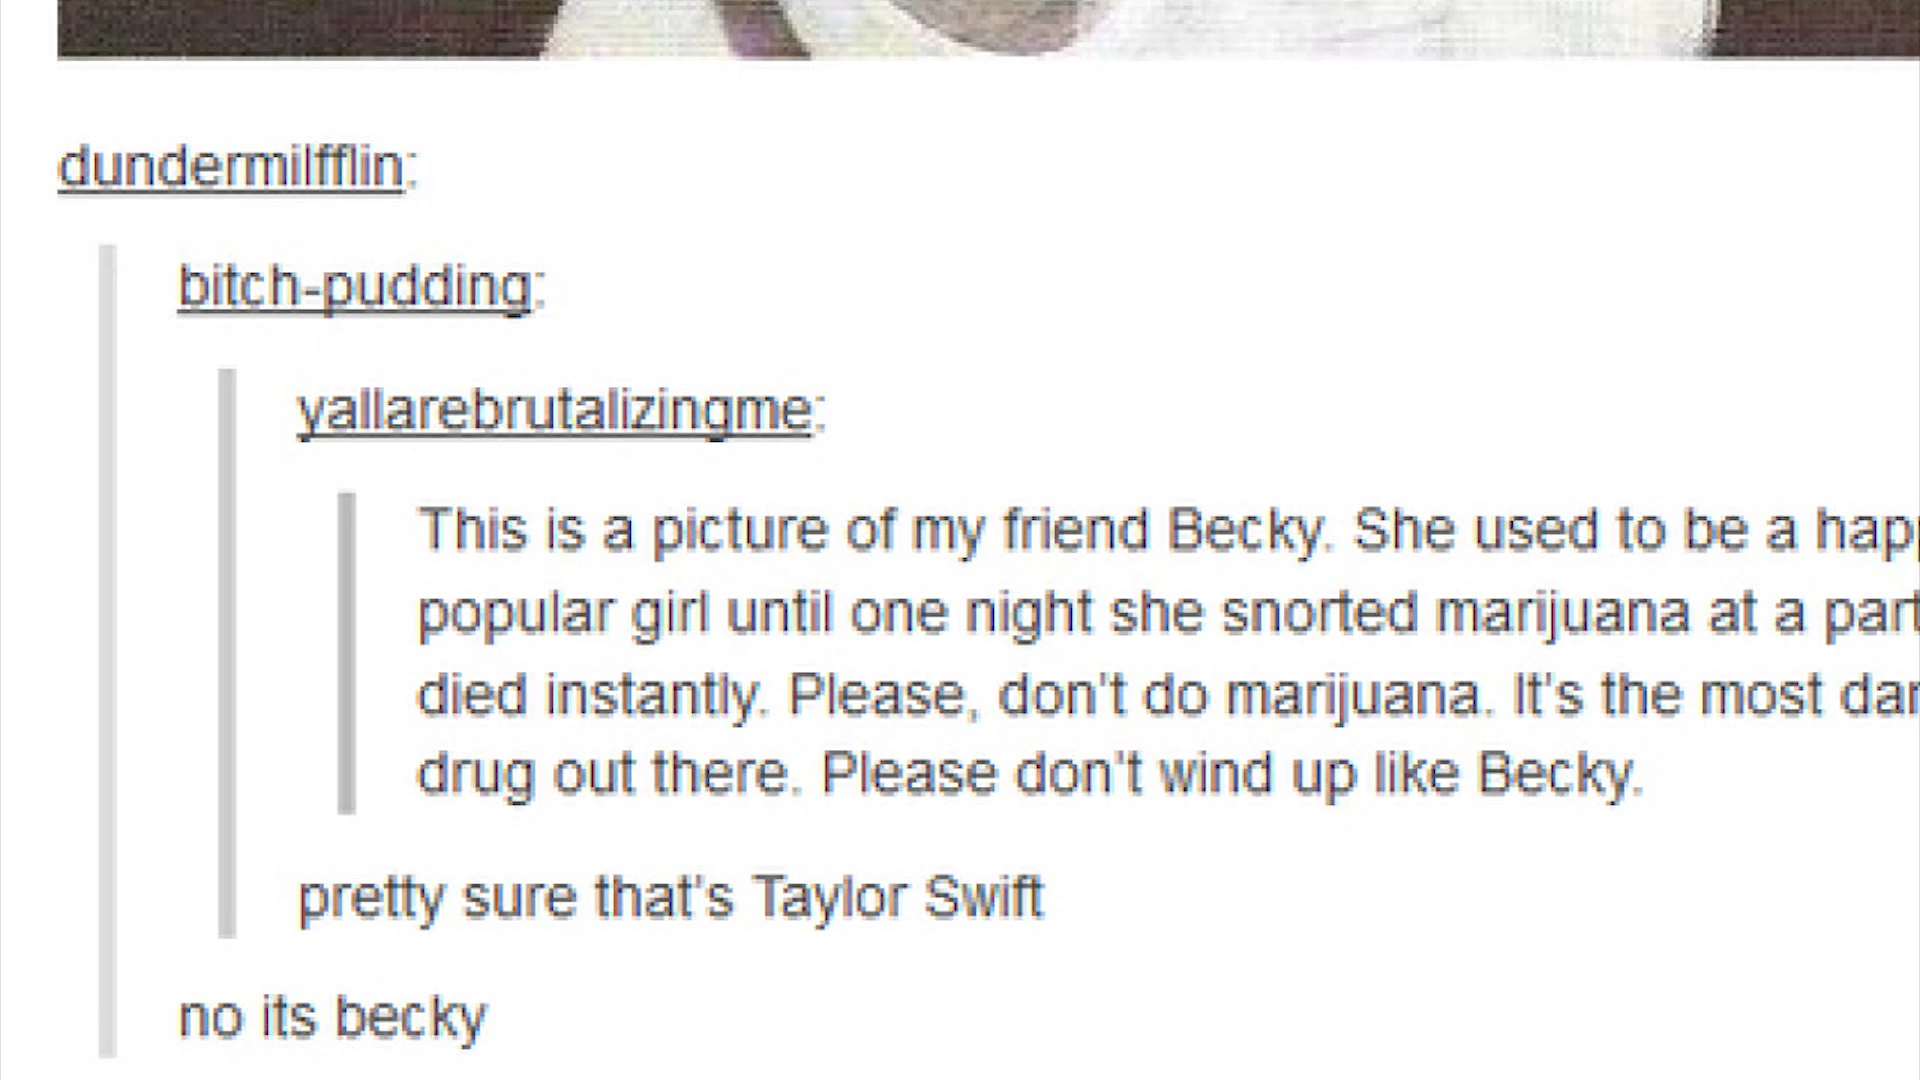 dundermilfflin:
bitch-pudding:
yallarebrutalizingme:
This is a picture of my friend Becky. She used to be a
popular girl until one night she snorted marijuana at a
died instantly. Please, don't do marijuana. It's the most
drug out there. Please don't wind up like Becky.
pretty sure that's Taylor Swift
no its becky